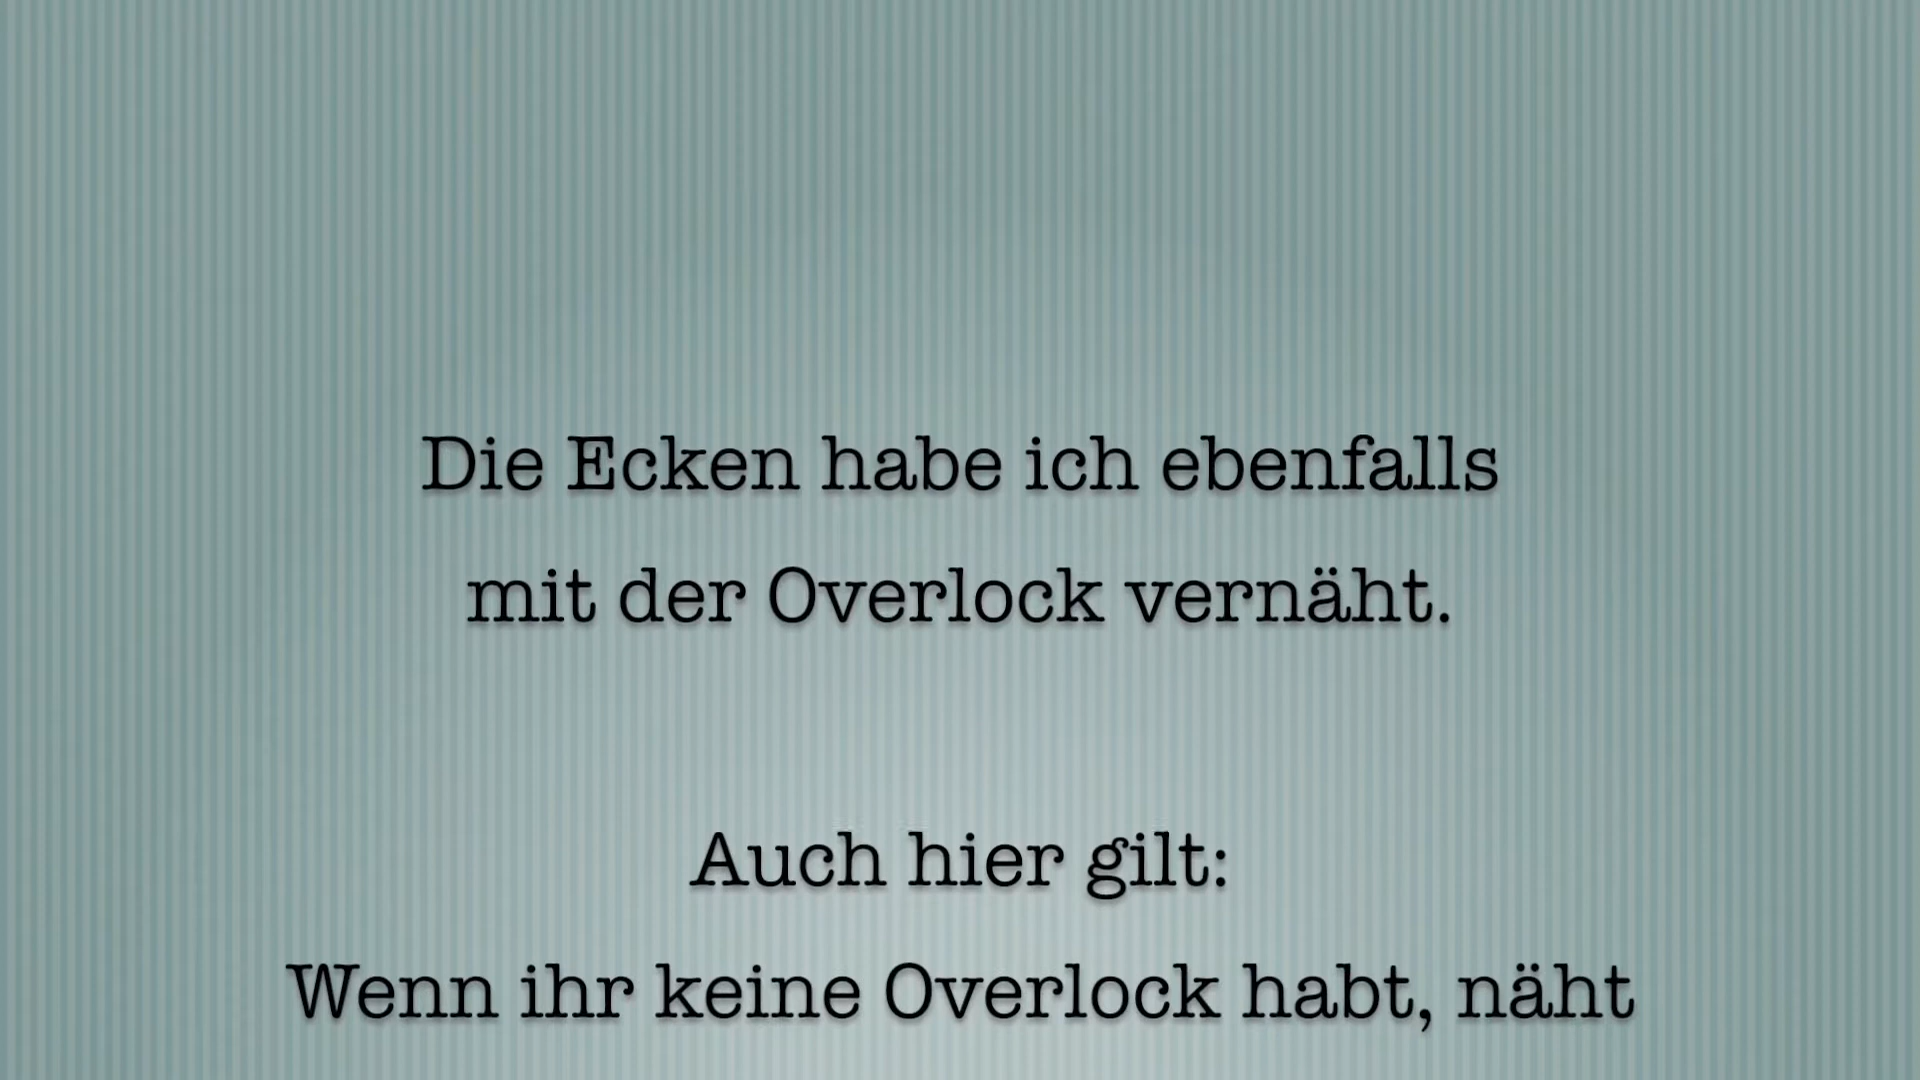 Die Ecken habe ich ebenfalls
mit der Overlock vernäht.
Auch hier gilt:
Wenn ihr keine Overlock habt, näht